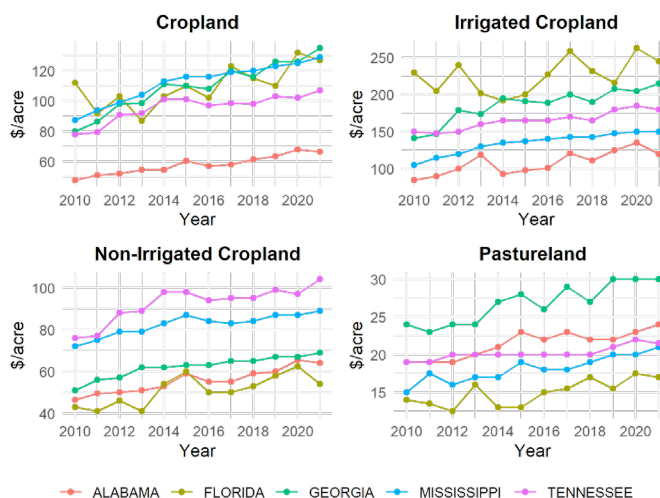 Cropland
$/acre
120
100
80
60
2010 2012 2014 2016 2018 2020
Year
Irrigated Cropland
$/acre
250
200
150
100
2010 2012 2014 2016 2018 2020
Year
Non-Irrigated Cropland
$/acre
100
80
60
40
2010 2012 2014 2016 2018 2020
Year
Pastureland
$/acre
30
25
20
15
2010 2012 2014 2016 2018 2020
Year
ALABAMA FLORIDA GEORGIA MISSISSIPPI TENNESSEE